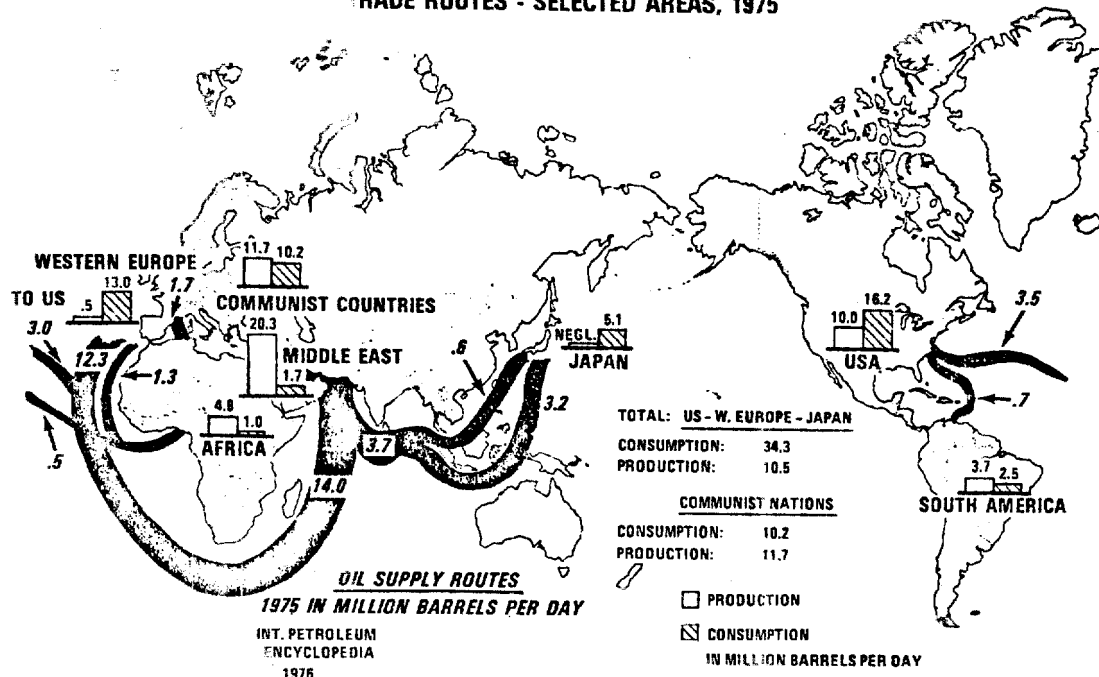 TRADE ROUTES - SELECTED AREAS, 1975
WESTERN EUROPE
.5
13.0
1.7
11.7
10.2
COMMUNIST COUNTRIES
TO US
3.0
12.3
1.3
.5
20.3
MIDDLE EAST
1.7
4.8
1.0
AFRICA
14.0
3.7
.6
NEGL.
5.1
JAPAN
3.2
10.0
16.2
USA
3.5
.7
3.7
2.5
SOUTH AMERICA
TOTAL: US - W. EUROPE - JAPAN
CONSUMPTION: 34.3
PRODUCTION: 10.5
COMMUNIST NATIONS
CONSUMPTION: 10.2
PRODUCTION: 11.7
OIL SUPPLY ROUTES
1975 IN MILLION BARRELS PER DAY
INT. PETROLEUM
ENCYCLOPEDIA
1976
PRODUCTION
CONSUMPTION
IN MILLION BARRELS PER DAY